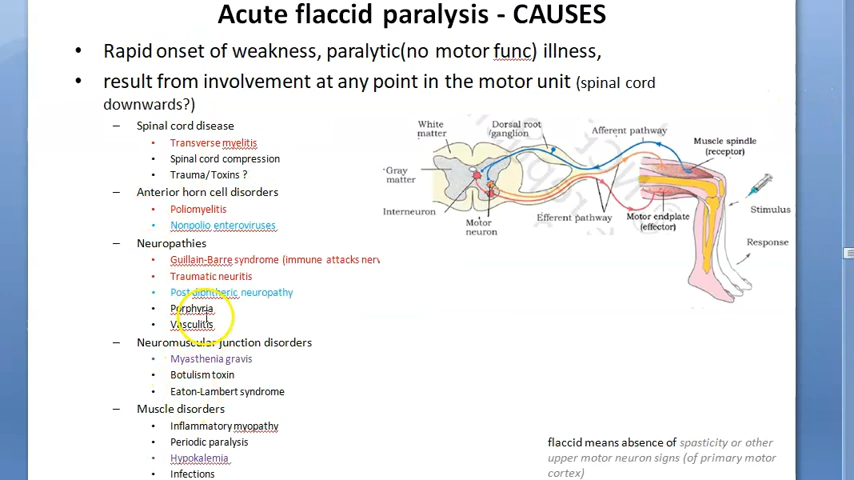 Acute flaccid paralysis - CAUSES
• Rapid onset of weakness, paralytic(no motor func) illness,
• result from involvement at any point in the motor unit (spinal cord
downwards?)
– Spinal cord disease
• Transverse myelitis
• Spinal cord compression
• Trauma/Toxins ?
– Anterior horn cell disorders
• Poliomyelitis
• Nonpolio enteroviruses
– Neuropathies
• Guillain-Barre syndrome (immune attacks nerv
• Traumatic neuritis
• Post diphtheric neuropathy
• Porphyria
• Vasculitis
– Neuromuscular junction disorders
• Myasthenia gravis
• Botulism toxin
• Eaton-Lambert syndrome
– Muscle disorders
• Inflammatory myopathy
• Periodic paralysis
• Hypokalemia
• Infections
White
matter
Dorsal root
/ganglion
Afferent pathway
Muscle spindle
(receptor)
Gray
matter
Interneuron
Motor
neuron
Efferent pathway
Motor endplate
(effector)
Stimulus
Response
flaccid means absence of spasticity or other
upper motor neuron signs (of primary motor
cortex)